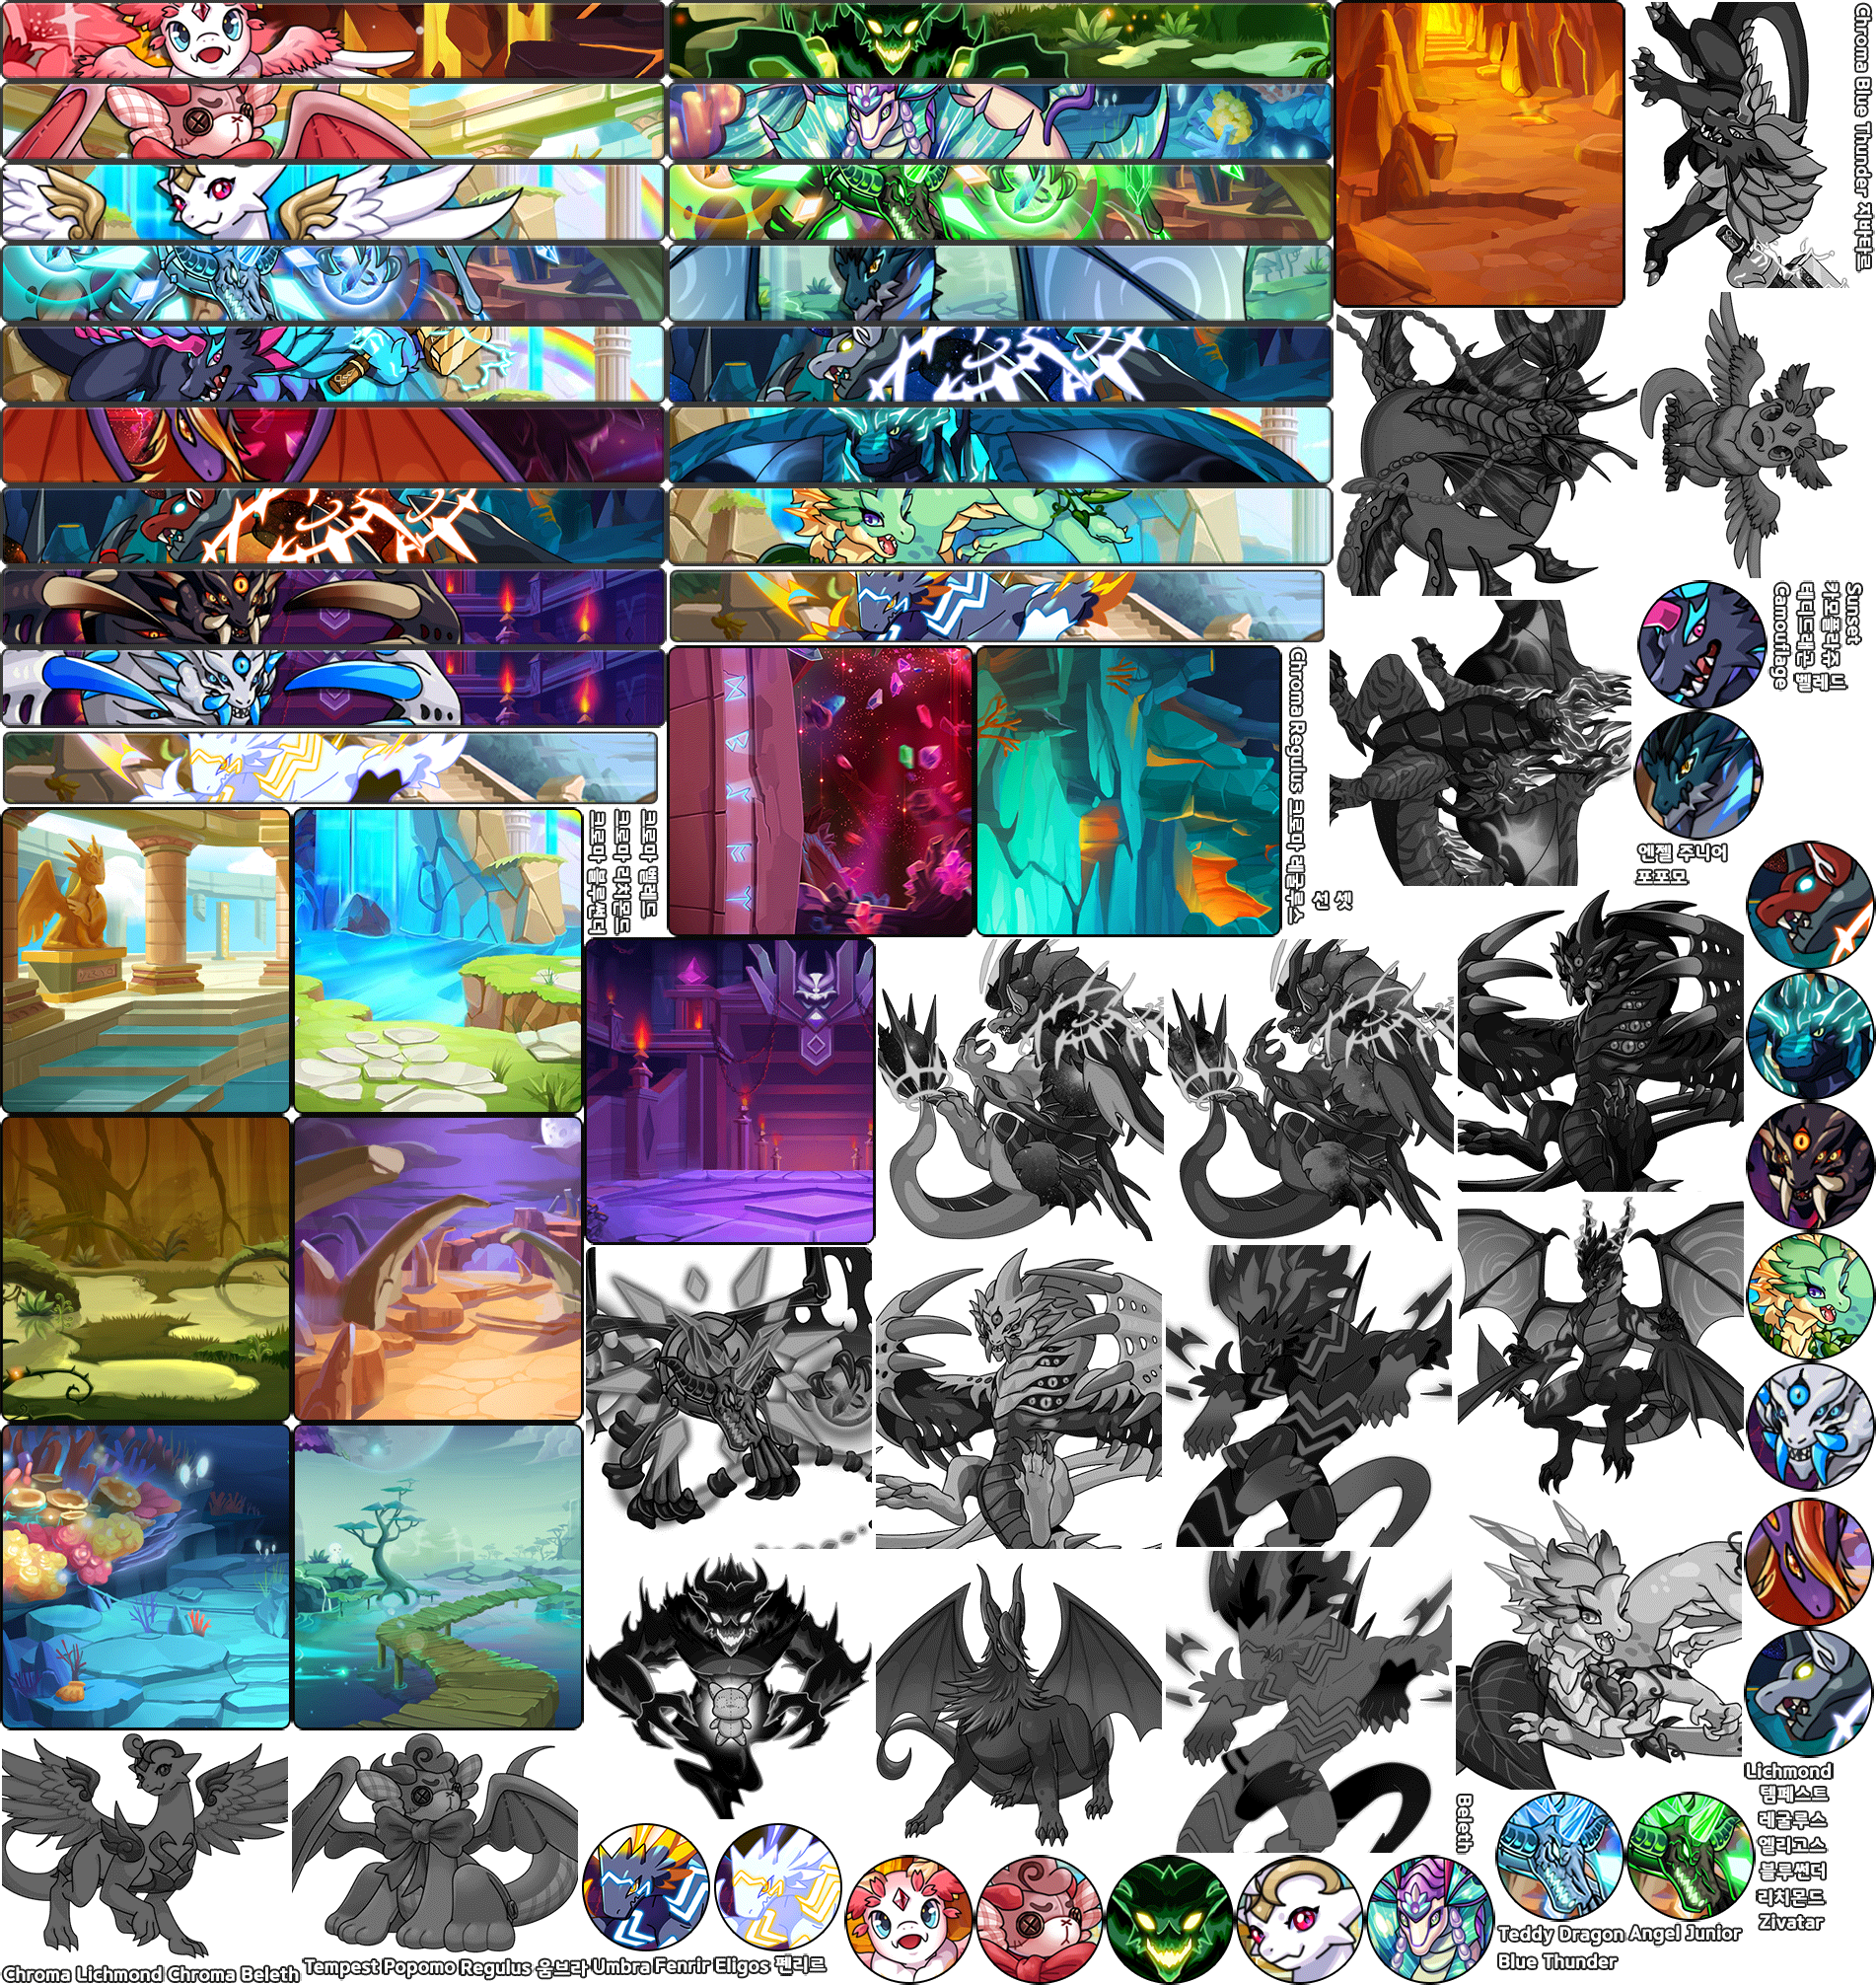 Chroma Blue Thunder 지바타르
Sunset
카모플라쥬 니
테디드래곤 벨레
Camouflage
Chroma Regulus 크로마 레굴루스
선셋
크로마 벨레드
크로마 리치몬드
크로마 블루썬더
엔젤 주니어
포포모
Lichmond
템페스트
레굴루스
엘리고스
블루썬더
리치몬드
Zivatar
Beleth
Teddy Dragon Angel Junior
Blue Thunder
Chroma Lichmond Chroma Beleth
Tempest Popomo Regulus 움브라 Umbra Fenrir Eligos 펜리르